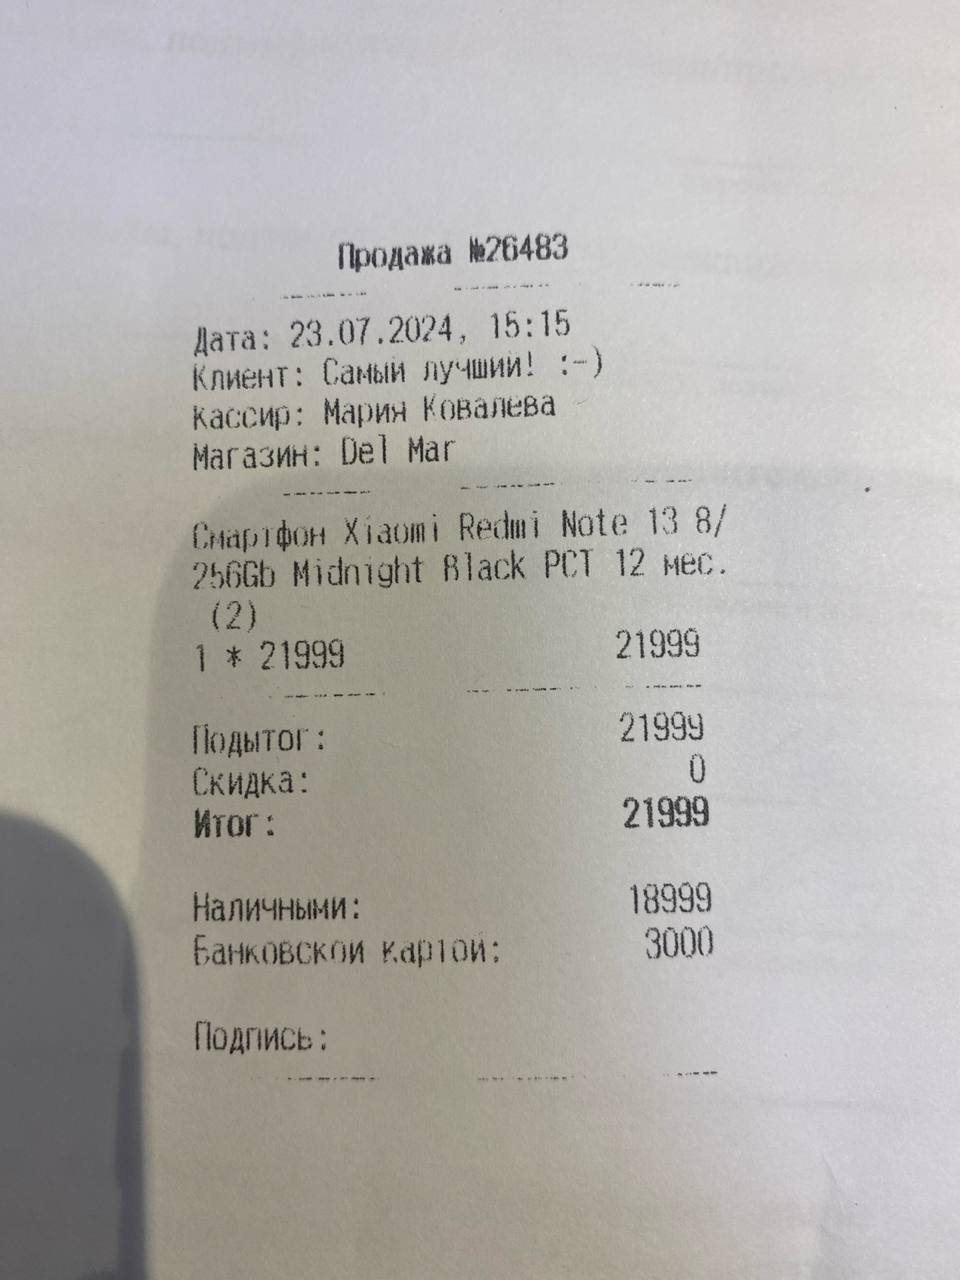 Продажа №26483
Дата: 23.07.2024, 15:15
Клиент: Самый лучший! :-)
Кассир: Мария Ковалева
Магазин: Del Mar
Смартфон Xiaomi Redmi Note 13 8/
256Gb Midnight Black РСТ 12 мес.
(2)
1 * 21999 21999
Подытог: 21999
Скидка: 0
Итог: 21999
Наличными: 18999
Банковской картой: 3000
Подпись: